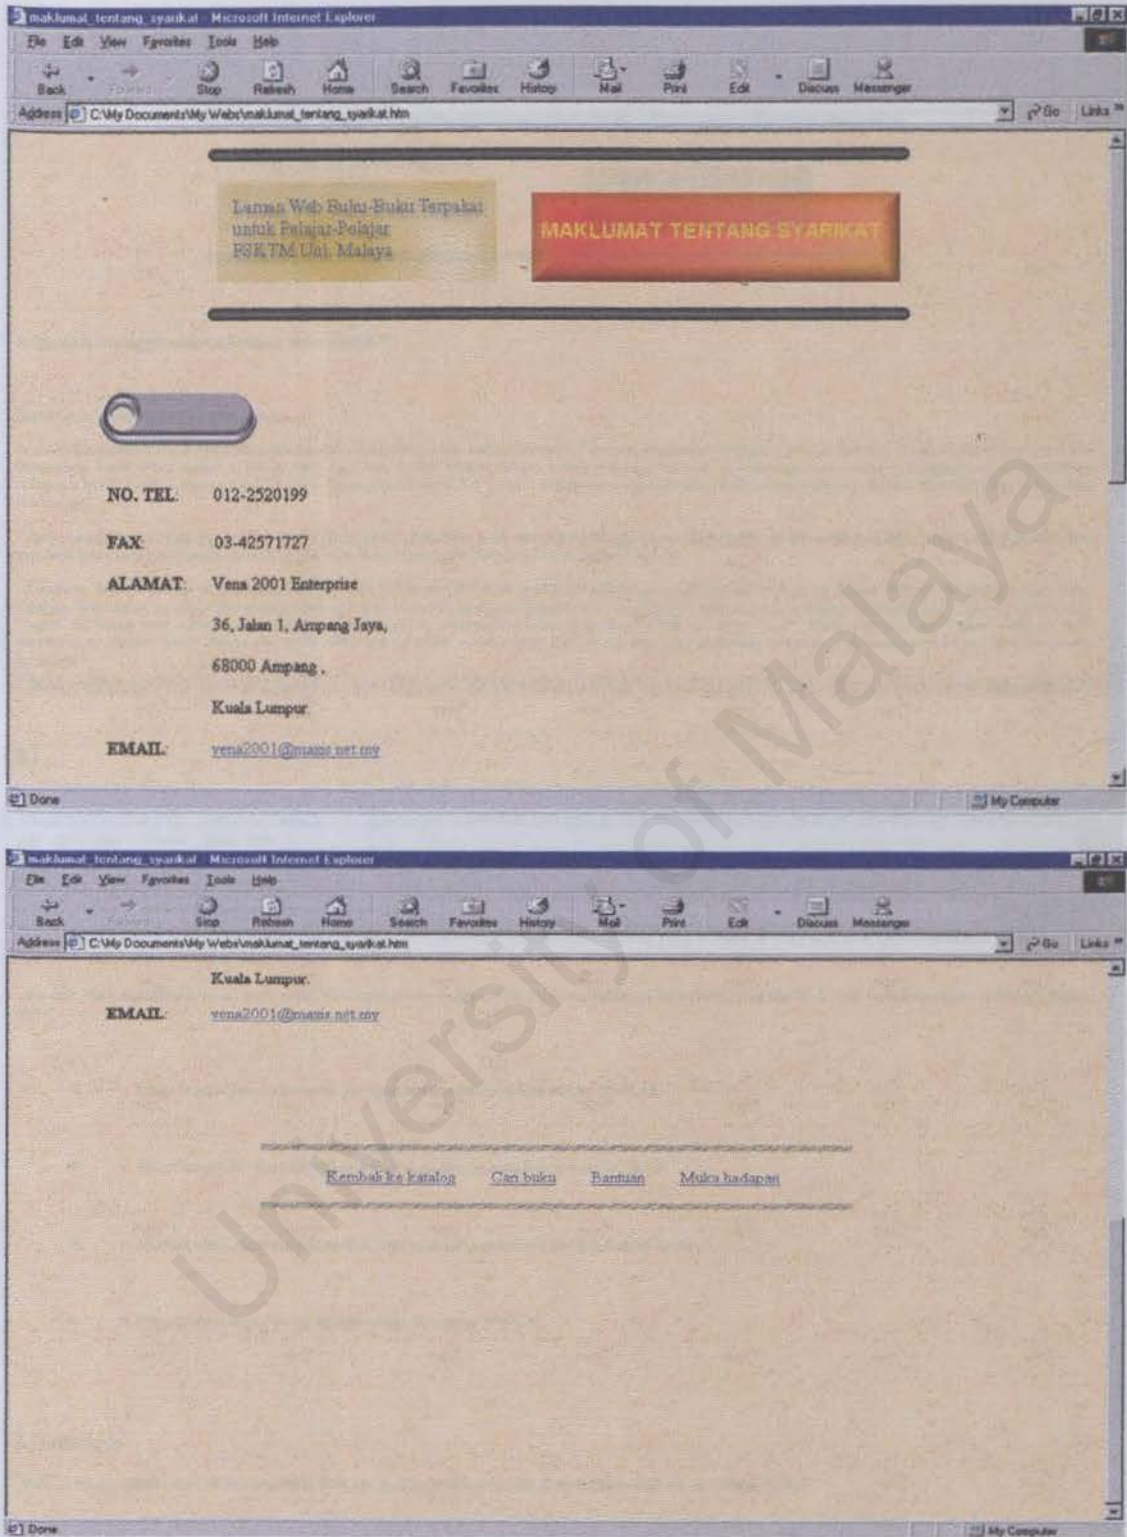 maklumat_tentang_syarikat - Microsoft Internet Explorer
File Edit View Favorites Tools Help
Back Forward Stop Refresh Home Search Favorites History Mail Print Edit Discuss Messenger
Address C:\My Documents\My Webs\maklumat_tentang_syarikat.htm Go Links »
Laman Web Buku-Buku Terpakai
untuk Pelajar-Pelajar
FSKTM Uni. Malaya
MAKLUMAT TENTANG SYARIKAT
NO. TEL: 012-2520199
FAX: 03-42571727
ALAMAT: Vena 2001 Enterprise
36, Jalan 1, Ampang Jaya,
68000 Ampang ,
Kuala Lumpur.
EMAIL: vena2001@maxis.net.my
Done My Computer
maklumat_tentang_syarikat - Microsoft Internet Explorer
File Edit View Favorites Tools Help
Back Forward Stop Refresh Home Search Favorites History Mail Print Edit Discuss Messenger
Address C:\My Documents\My Webs\maklumat_tentang_syarikat.htm Go Links »
Kuala Lumpur.
EMAIL: vena2001@maxis.net.my
Kembali ke katalog Cari buku Bantuan Muka hadapan
Done My Computer
University of Malaya